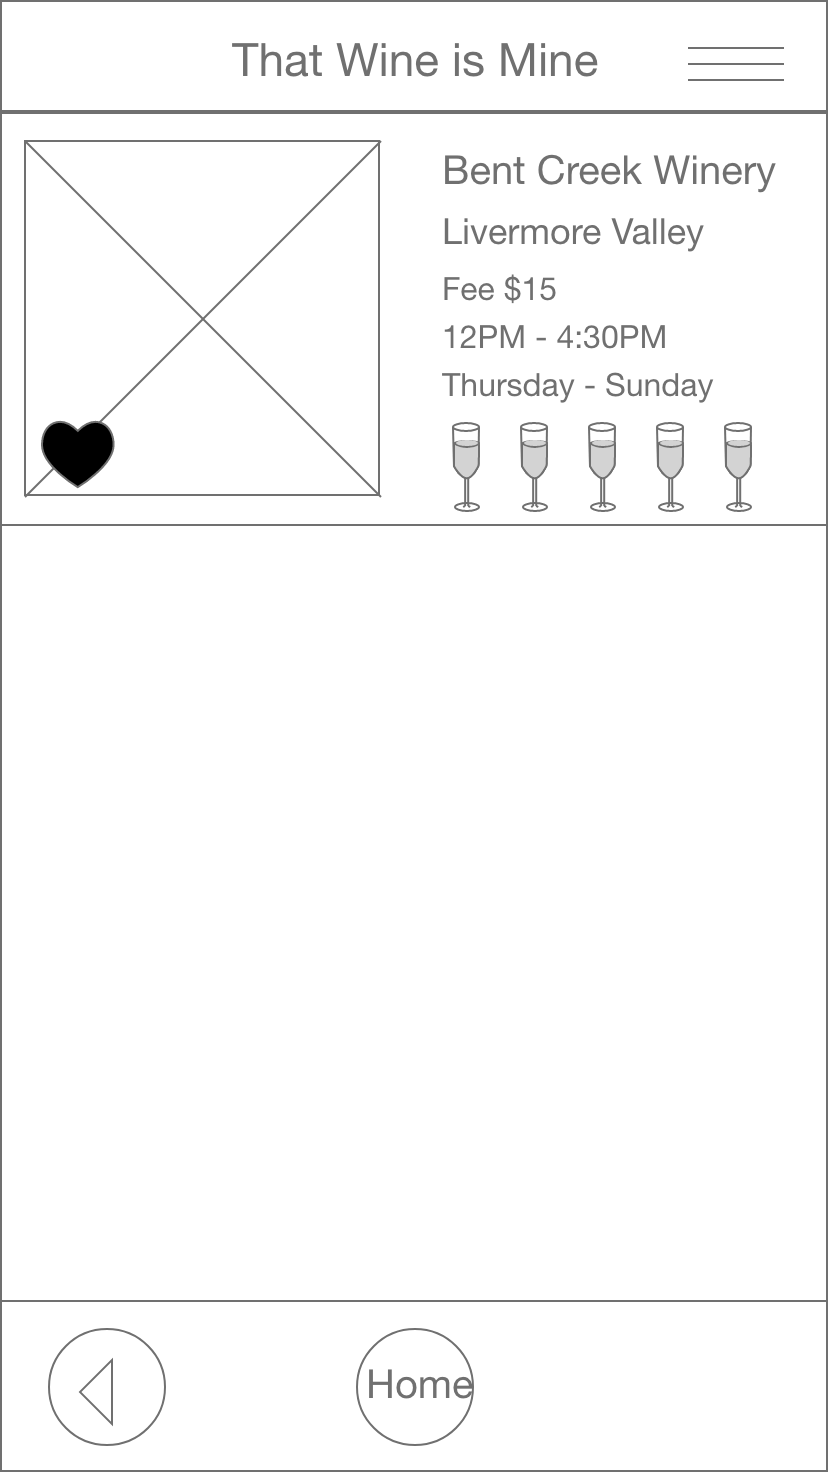 That Wine is Mine
Bent Creek Winery
Livermore Valley
Fee $15
12PM - 4:30PM
Thursday - Sunday
Home